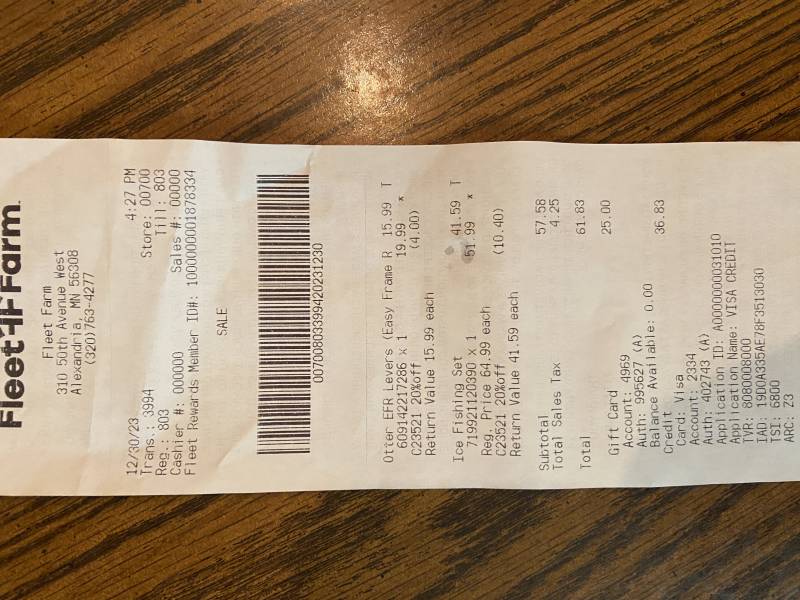 Fleet Farm
Fleet Farm
310 50th Avenue West
Alexandria, MN 56308
(320)763-4277
12/30/23 4:27 PM
Trans.: 3994 Store: 00700
Reg.: 803 Till: 803
Cashier #: 000000 Sales #: 00000
Fleet Rewards Member ID#: 10000000001878334
SALE
00700803399420231230
Otter EFR Levers (Easy Frame R 15.99 T
609142217286 x 1 19.99 *
C23521 20%off (4.00)
Return Value 15.99 each
Ice Fishing Set 41.59 T
719921120390 x 1 51.99 *
Reg. Price 64.99 each
C23521 20%off (10.40)
Return Value 41.59 each
Subtotal 57.58
Total Sales Tax 4.25
Total 61.83
Gift Card 25.00
Account: 4969
Auth: 995627 (A)
Balance Available: 0.00
Credit 36.83
Card: Visa
Account: 2334
Auth: 402743 (A)
Application ID: A0000000031010
Application Name: VISA CREDIT
TVR: 8080008000
IAD: 1900A335AE78F3513030
TSI: 6800
ARC: Z3